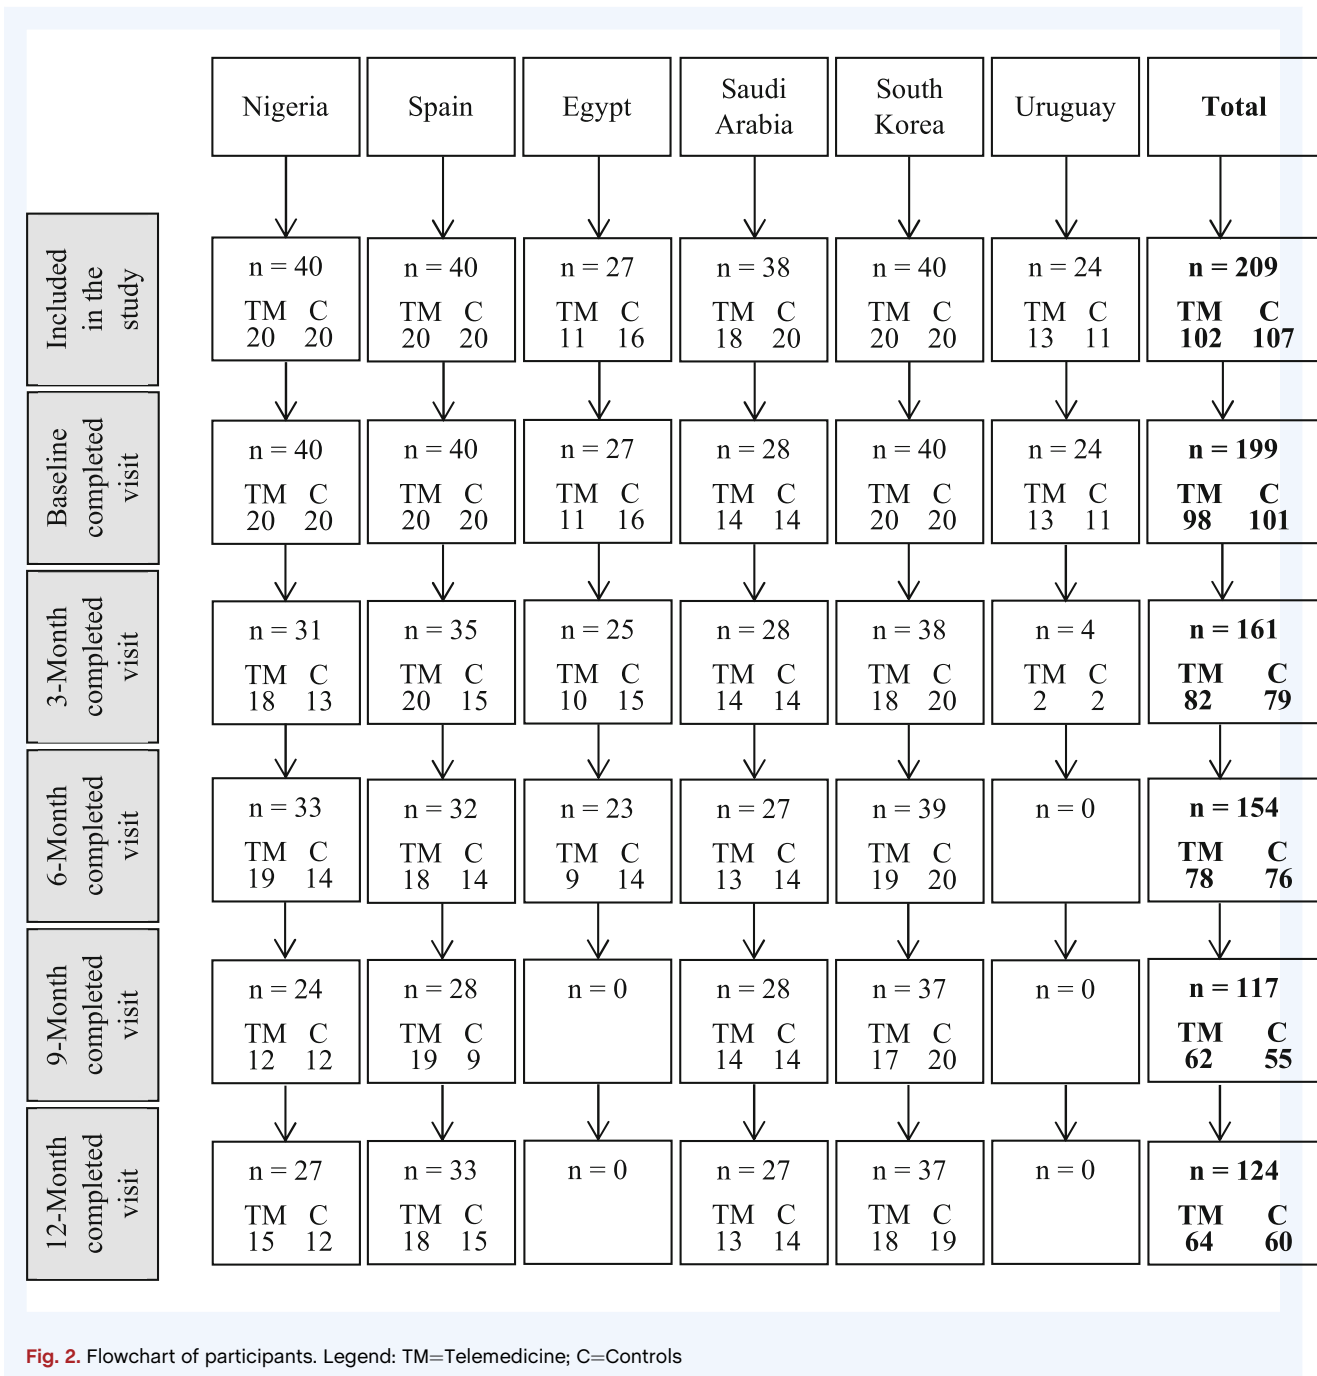 Nigeria
Spain
Egypt
Saudi
Arabia
South
Korea
Uruguay
Total
Included
in the
study
n = 40
TM C
20 20
n = 40
TM C
20 20
n = 27
TM C
11 16
n = 38
TM C
18 20
n = 40
TM C
20 20
n = 24
TM C
13 11
n = 209
TM C
102 107
Baseline
completed
visit
n = 40
TM C
20 20
n = 40
TM C
20 20
n = 27
TM C
11 16
n = 28
TM C
14 14
n = 40
TM C
20 20
n = 24
TM C
13 11
n = 199
TM C
98 101
3-Month
completed
visit
n = 31
TM C
18 13
n = 35
TM C
20 15
n = 25
TM C
10 15
n = 28
TM C
14 14
n = 38
TM C
18 20
n = 4
TM C
2 2
n = 161
TM C
82 79
6-Month
completed
visit
n = 33
TM C
19 14
n = 32
TM C
18 14
n = 23
TM C
9 14
n = 27
TM C
13 14
n = 39
TM C
19 20
n = 0
n = 154
TM C
78 76
9-Month
completed
visit
n = 24
TM C
12 12
n = 28
TM C
19 9
n = 0
n = 28
TM C
14 14
n = 37
TM C
17 20
n = 0
n = 117
TM C
62 55
12-Month
completed
visit
n = 27
TM C
15 12
n = 33
TM C
18 15
n = 0
n = 27
TM C
13 14
n = 37
TM C
18 19
n = 0
n = 124
TM C
64 60
Fig. 2. Flowchart of participants. Legend: TM=Telemedicine; C=Controls